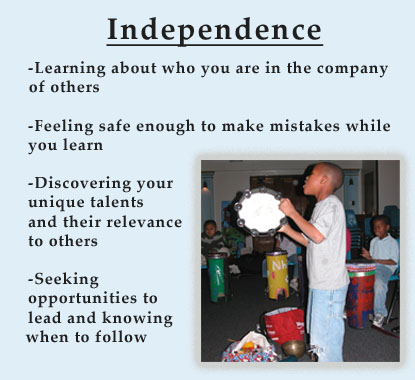 Independence
-Learning about who you are in the company
of others
-Feeling safe enough to make mistakes while
you learn
-Discovering your
unique talents
and their relevance
to others
-Seeking
opportunities to
lead and knowing
when to follow